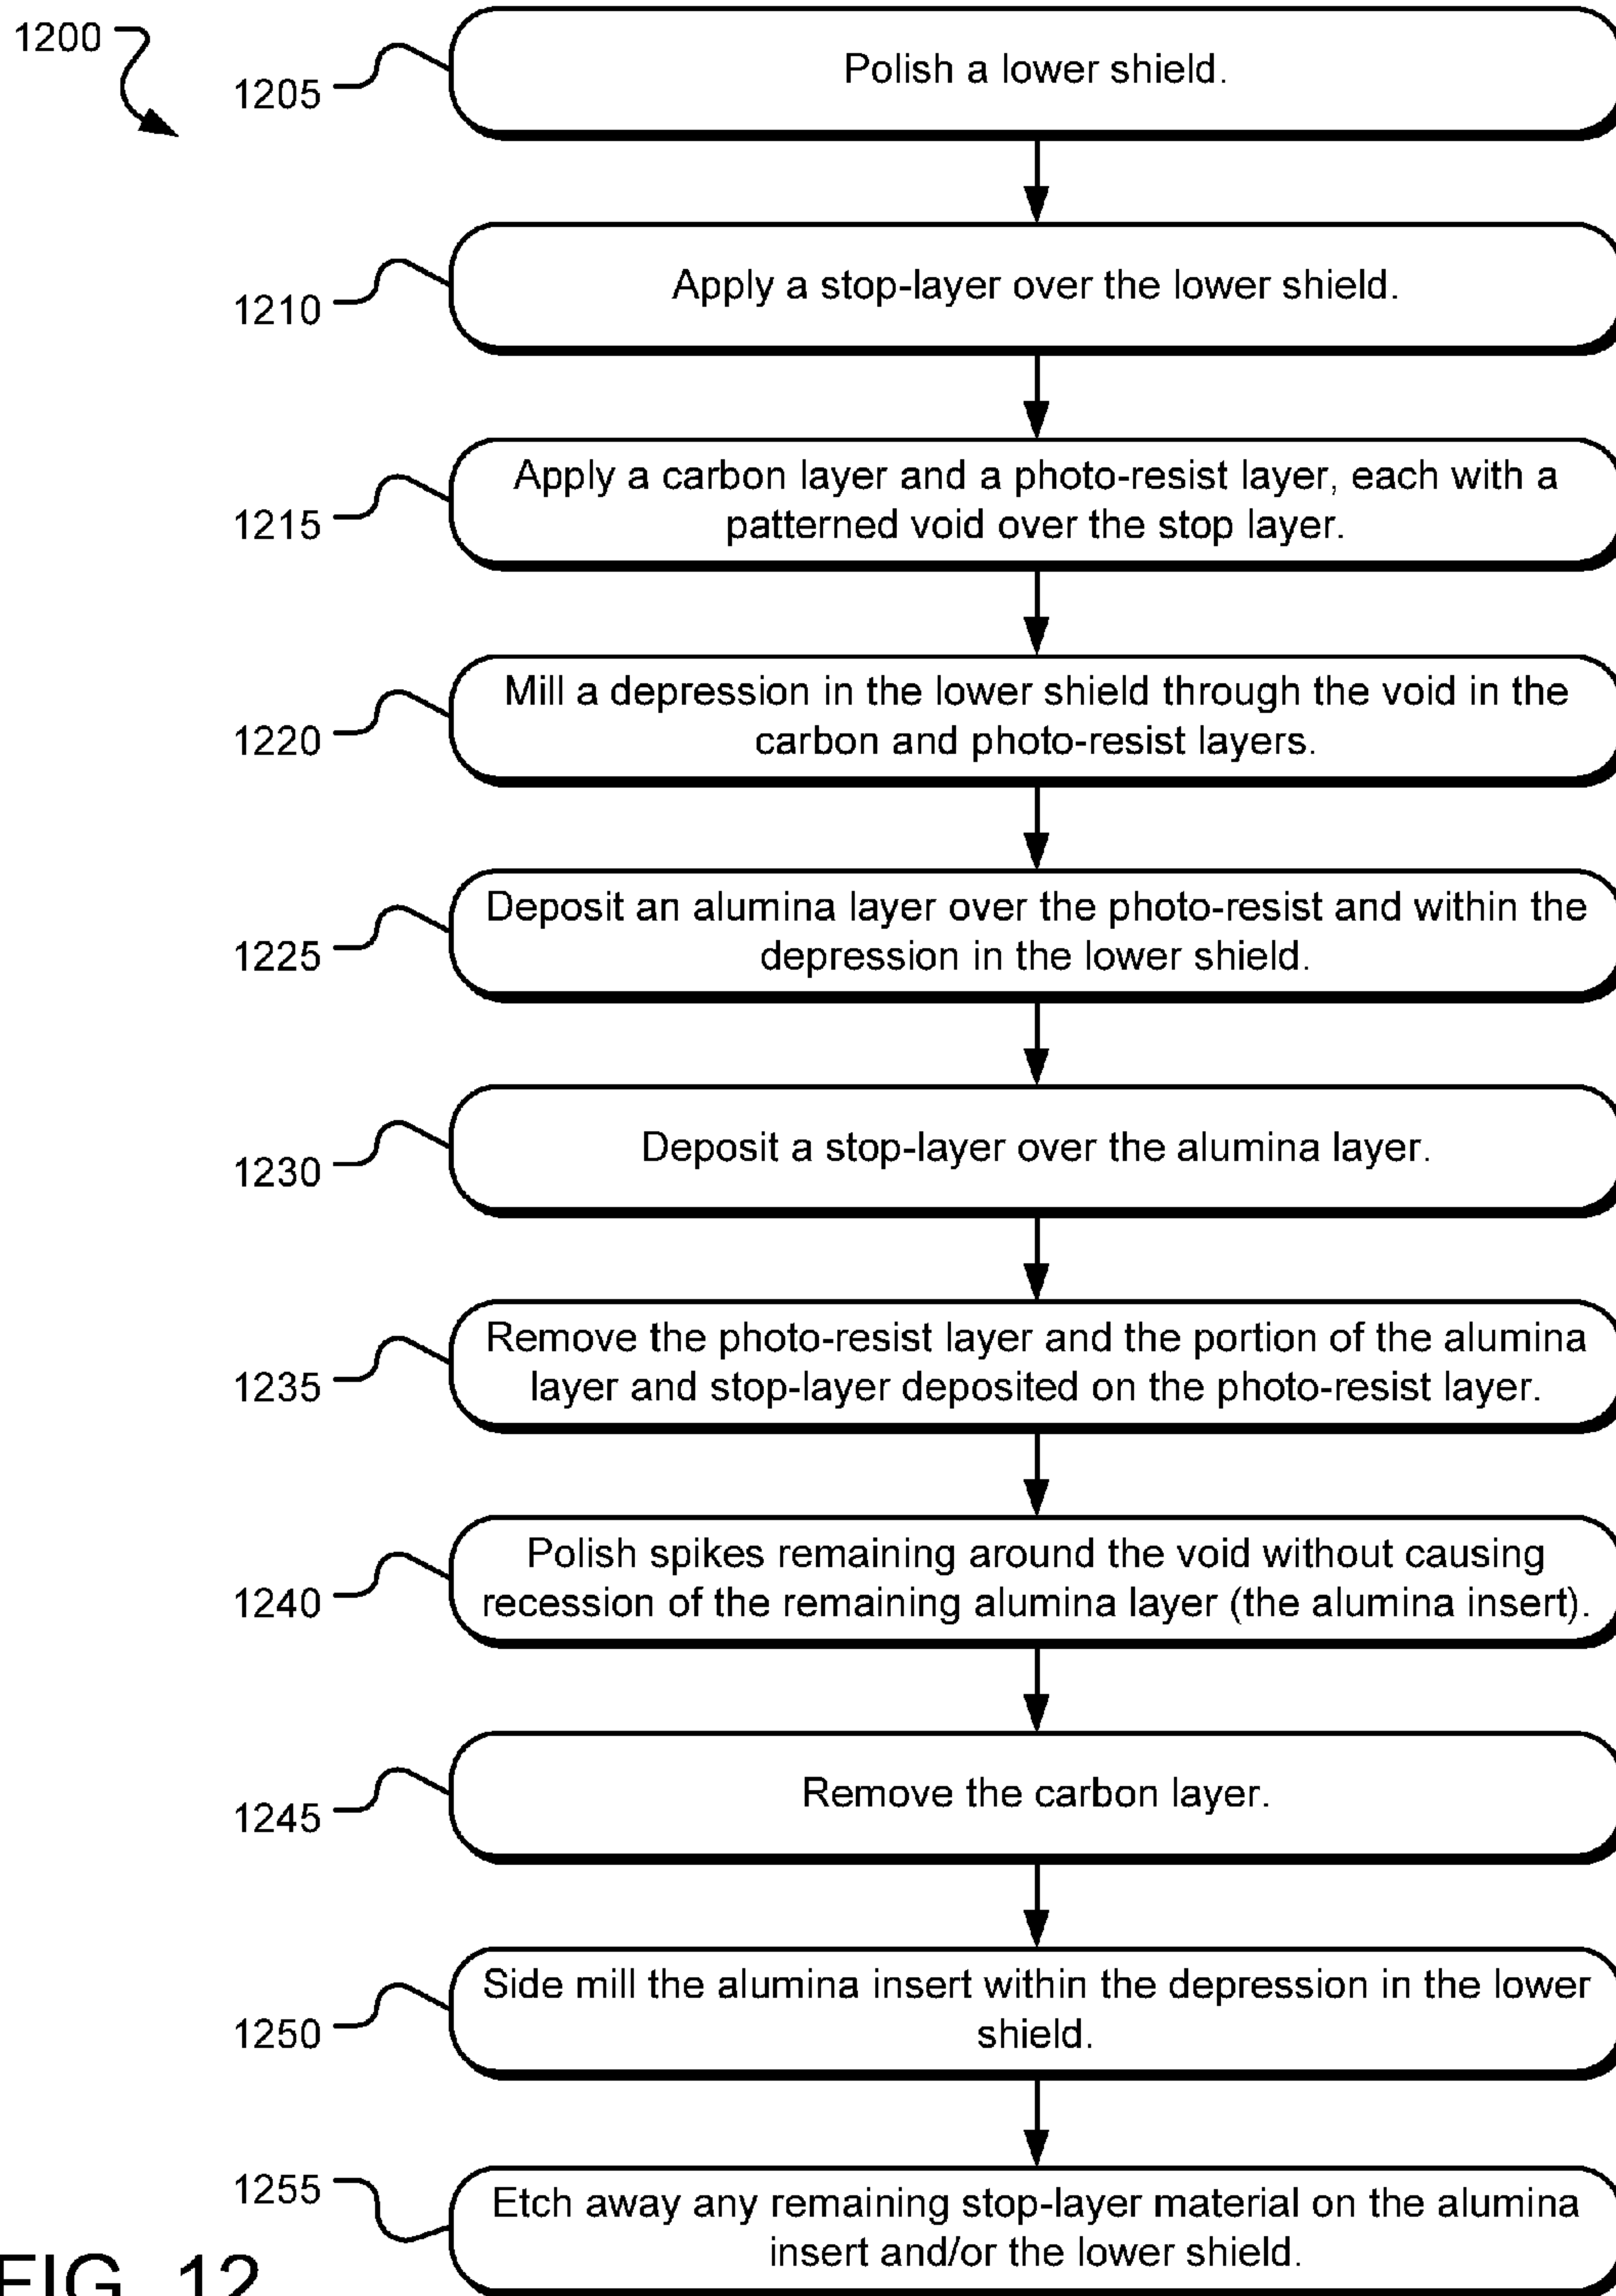 1200
1205
Polish a lower shield.
1210
Apply a stop-layer over the lower shield.
1215
Apply a carbon layer and a photo-resist layer, each with a
patterned void over the stop layer.
1220
Mill a depression in the lower shield through the void in the
carbon and photo-resist layers.
1225
Deposit an alumina layer over the photo-resist and within the
depression in the lower shield.
1230
Deposit a stop-layer over the alumina layer.
1235
Remove the photo-resist layer and the portion of the alumina
layer and stop-layer deposited on the photo-resist layer.
1240
Polish spikes remaining around the void without causing
recession of the remaining alumina layer (the alumina insert).
1245
Remove the carbon layer.
1250
Side mill the alumina insert within the depression in the lower
shield.
1255
Etch away any remaining stop-layer material on the alumina
insert and/or the lower shield.
FIG. 12